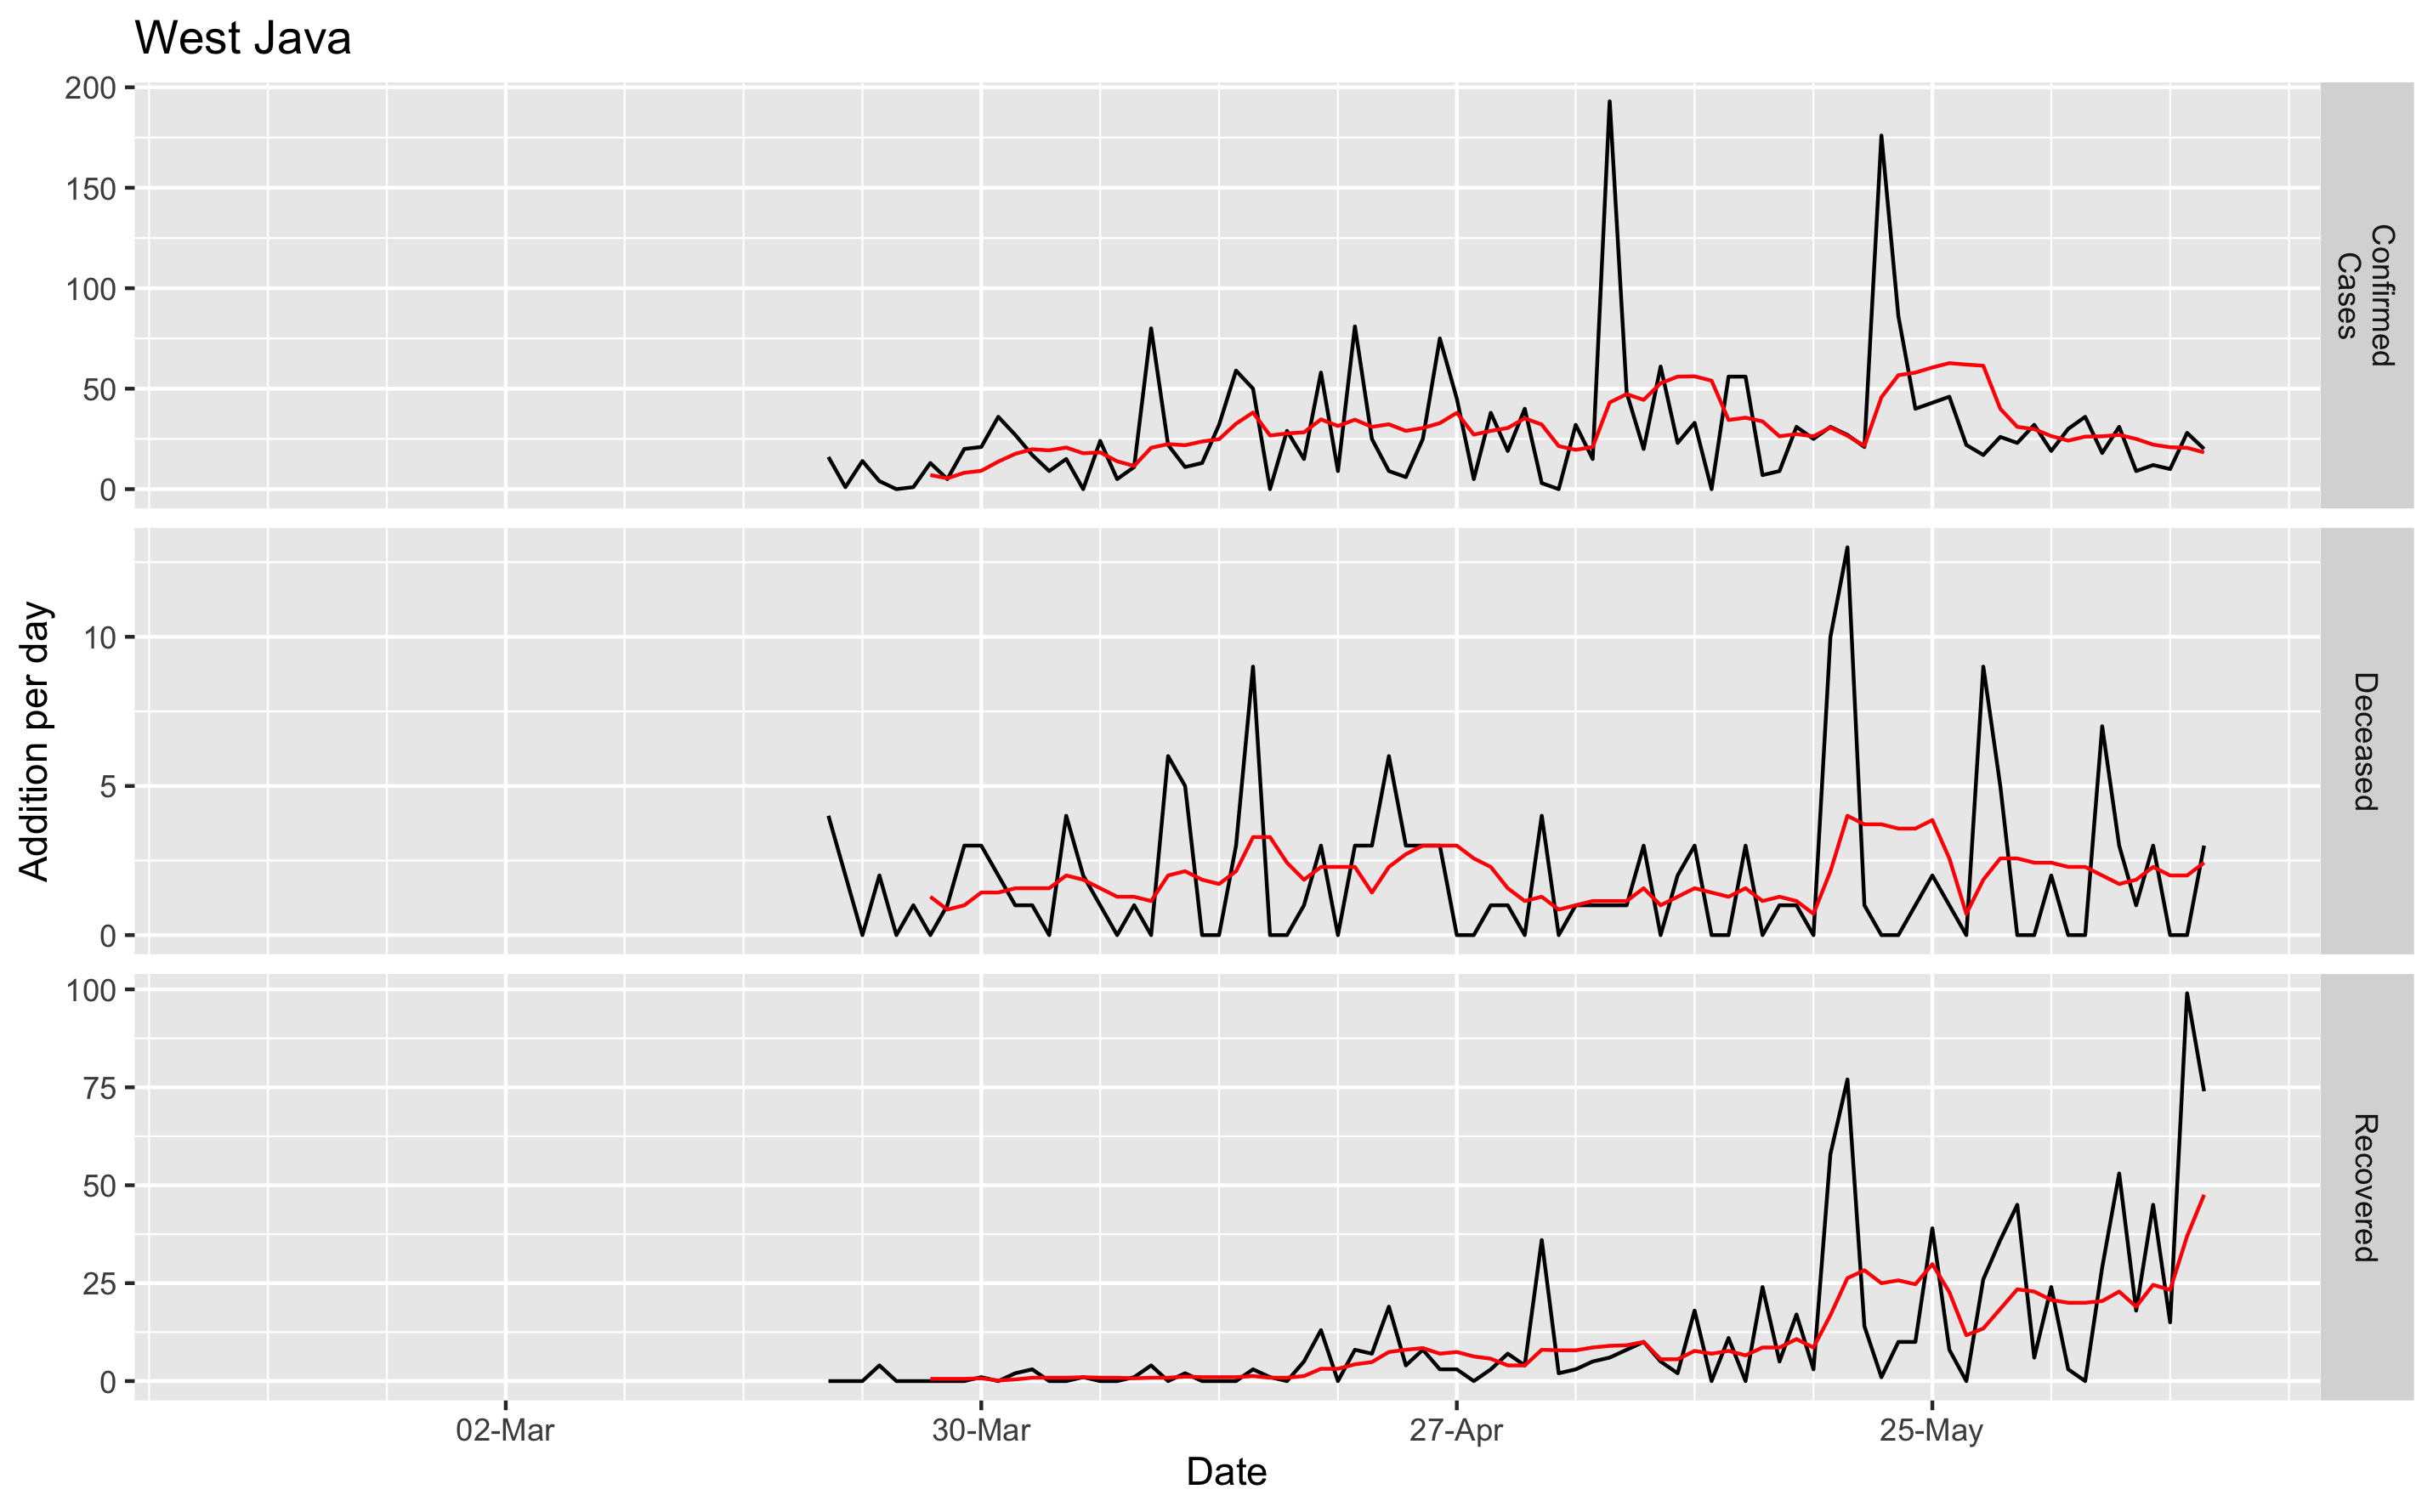 West Java
Addition per day
200
150
100
50
0
Confirmed
Cases
10
5
0
Deceased
100
75
50
25
0
Recovered
02-Mar
30-Mar
27-Apr
25-May
Date